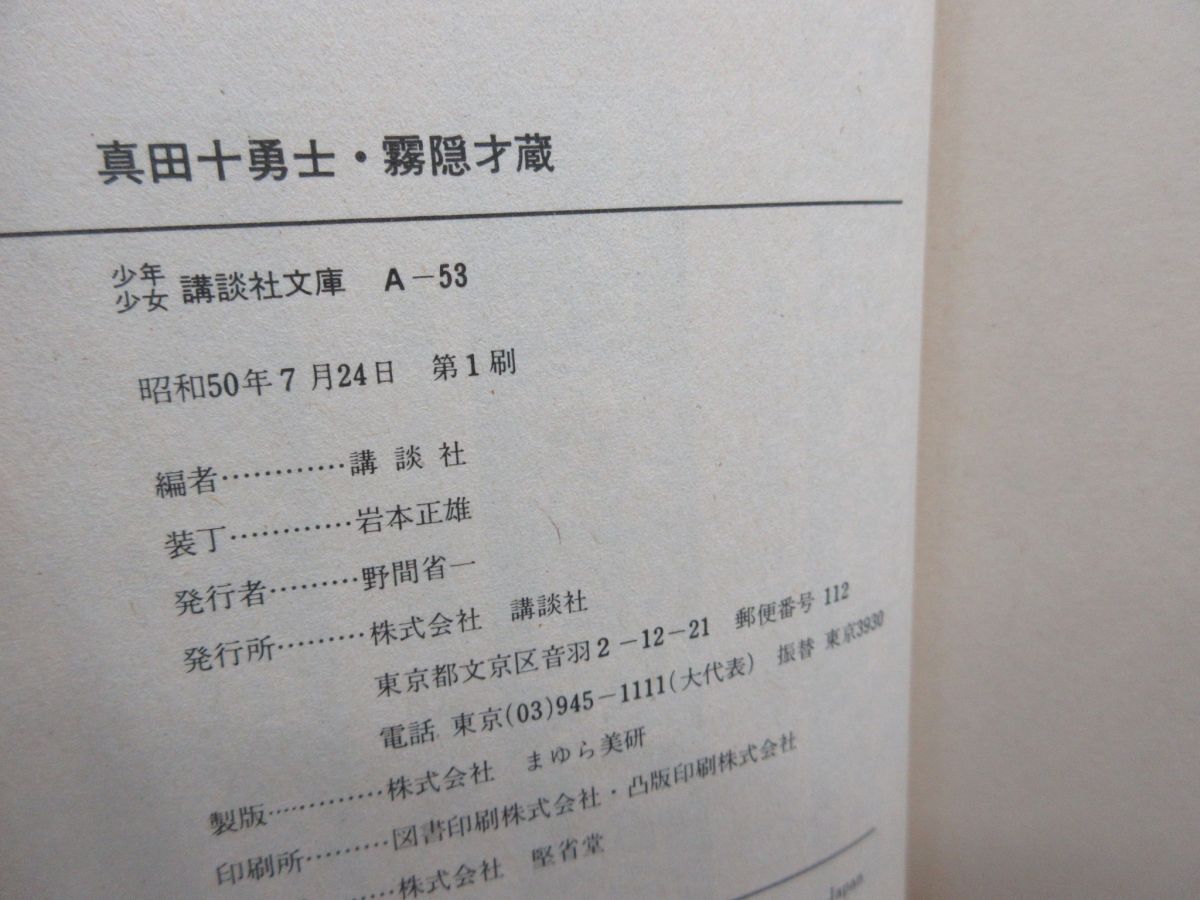 真田十勇士・霧隠才蔵
少年少女 講談社文庫 A-53
昭和50年7月24日 第1刷
編者…………講談社
装丁…………岩本正雄
発行者………野間省一
発行所………株式会社 講談社
東京都文京区音羽2-12-21 郵便番号112
電話 東京(03)945-1111(大代表) 振替 東京3930
製版…………株式会社 まゆら美研
印刷所………図書印刷株式会社・凸版印刷株式会社
………株式会社 堅省堂
Japan